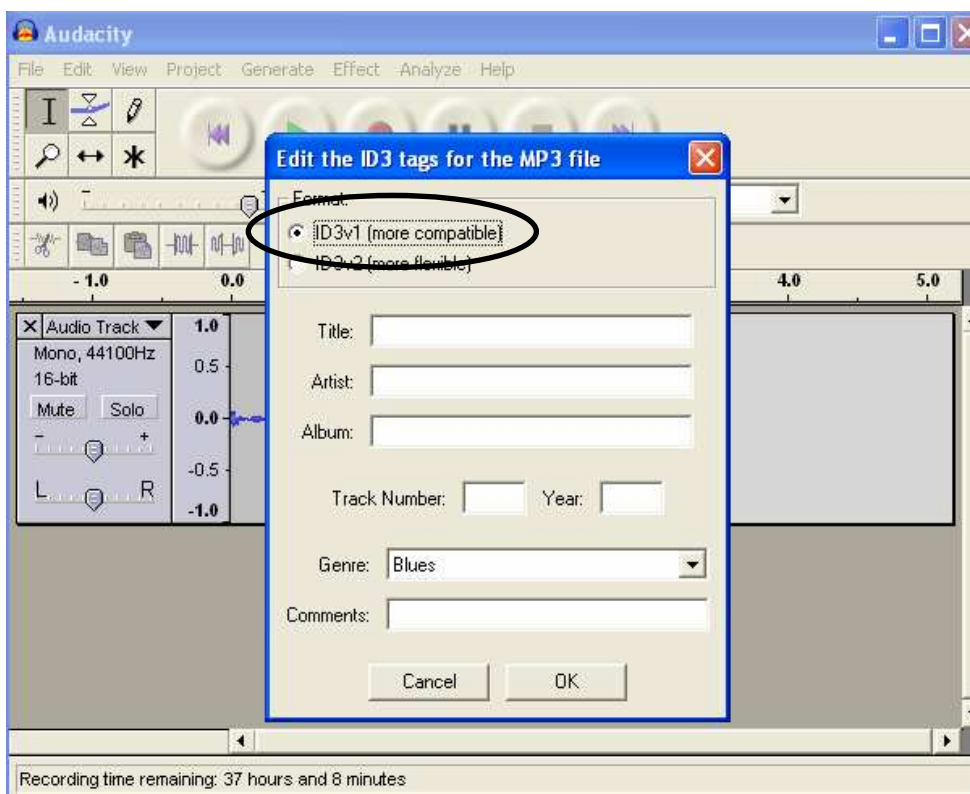 Audacity
File Edit View Project Generate Effect Analyze Help
Edit the ID3 tags for the MP3 file
Format:
ID3v1 (more compatible)
ID3v2 (more flexible)
- 1.0 0.0 4.0 5.0
Audio Track 1.0
Mono, 44100Hz
16-bit
0.5
Mute Solo
0.0
- +
-0.5
L R
-1.0
Title:
Artist:
Album:
Track Number: Year:
Genre: Blues
Comments:
Cancel OK
Recording time remaining: 37 hours and 8 minutes